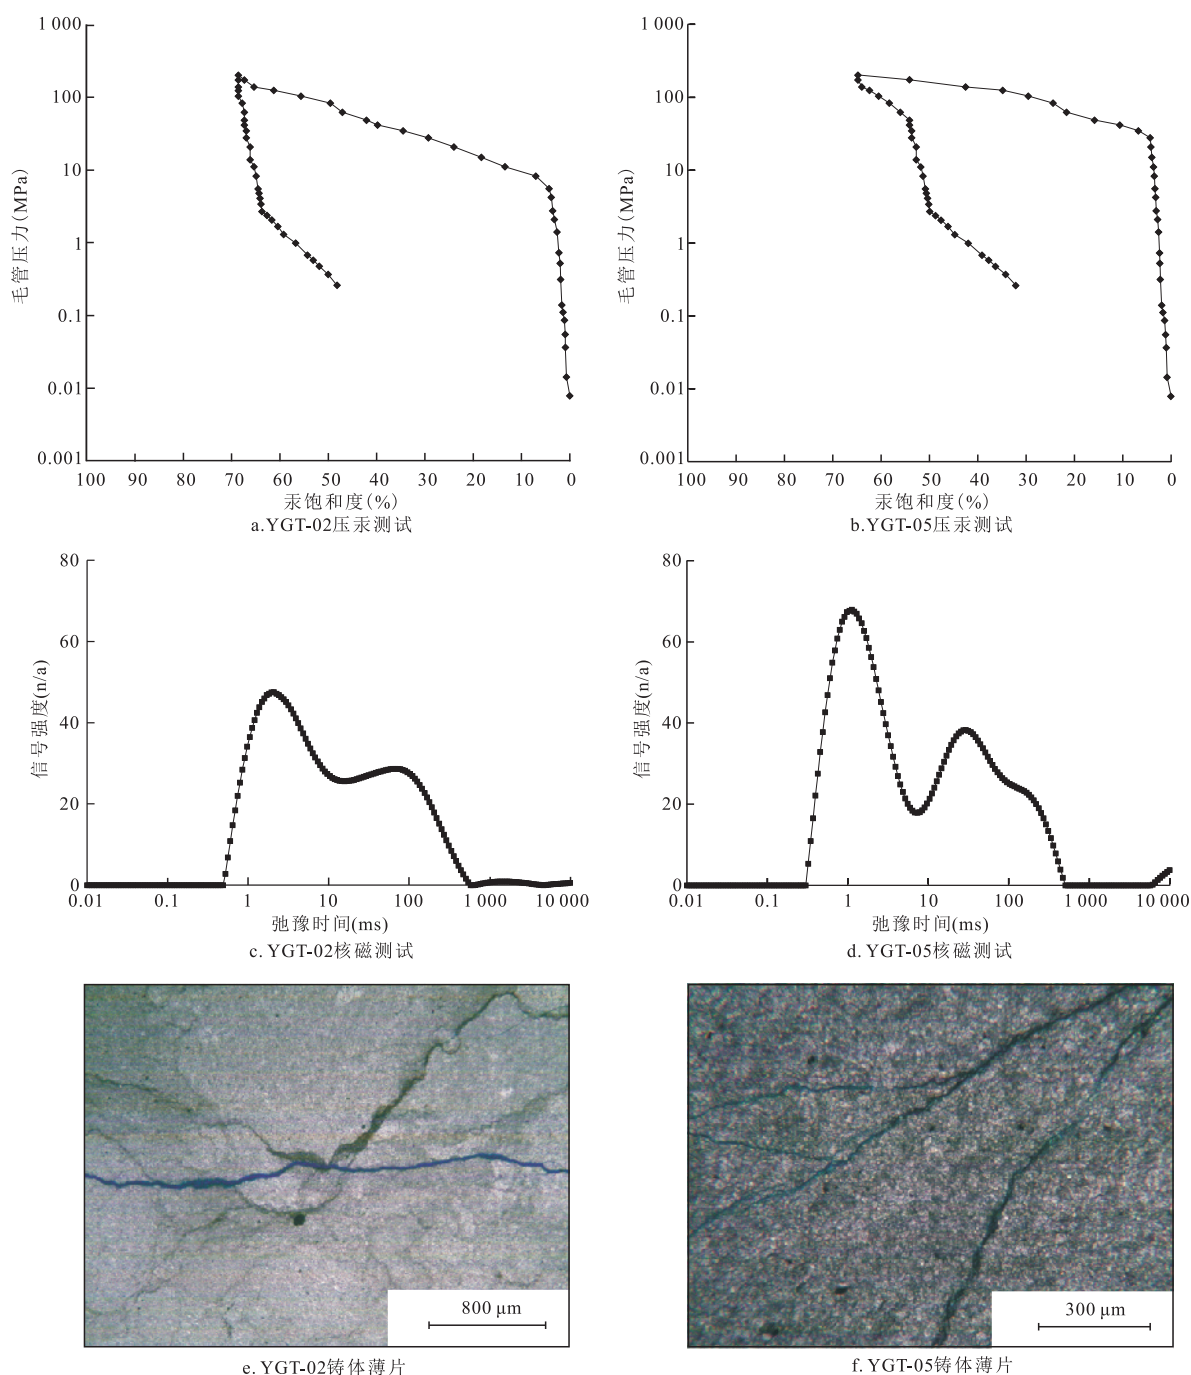 1 000
100
10
1
0.1
0.01
0.001
毛管压力(MPa)
100 90 80 70 60 50 40 30 20 10 0
汞饱和度(%)
a.YGT-02压汞测试
1 000
100
10
1
0.1
0.01
0.001
毛管压力(MPa)
100 90 80 70 60 50 40 30 20 10 0
汞饱和度(%)
b.YGT-05压汞测试
80
60
40
20
0
信号强度(n/a)
0.01 0.1 1 10 100 1 000 10 000
弛豫时间(ms)
c. YGT-02核磁测试
80
60
40
20
0
信号强度(n/a)
0.01 0.1 1 10 100 1 000 10 000
弛豫时间(ms)
d. YGT-05核磁测试
800 μm
e. YGT-02铸体薄片
300 μm
f. YGT-05铸体薄片